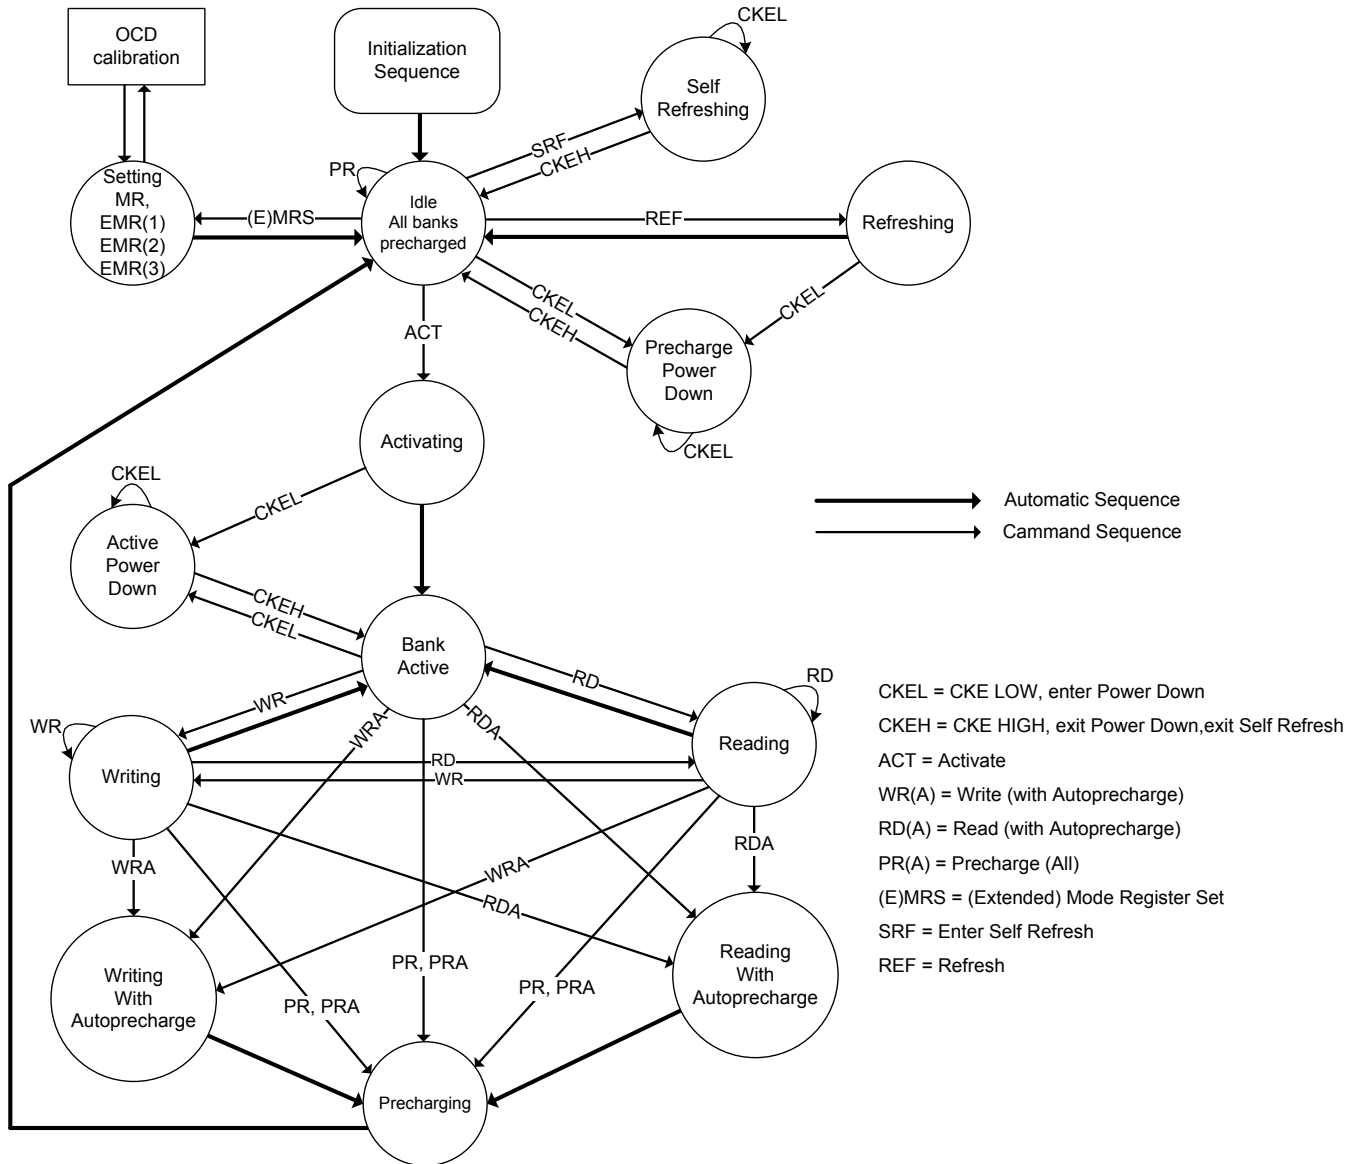 OCD
calibration
Initialization
Sequence
CKEL
Self
Refreshing
SRF
CKEH
PR
Setting
MR,
EMR(1)
EMR(2)
EMR(3)
(E)MRS
Idle
All banks
precharged
REF
Refreshing
CKEL
CKEH
CKEL
ACT
Precharge
Power
Down
CKEL
Activating
CKEL
CKEL
Automatic Sequence
Cammand Sequence
Active
Power
Down
CKEH
CKEL
Bank
Active
RD
RD
WR
WR
WRA
RDA
Writing
Reading
RD
WR
WRA
RDA
WRA
RDA
CKEL = CKE LOW, enter Power Down
CKEH = CKE HIGH, exit Power Down,exit Self Refresh
ACT = Activate
WR(A) = Write (with Autoprecharge)
RD(A) = Read (with Autoprecharge)
PR(A) = Precharge (All)
(E)MRS = (Extended) Mode Register Set
SRF = Enter Self Refresh
REF = Refresh
Writing
With
Autoprecharge
PR, PRA
PR, PRA
PR, PRA
Reading
With
Autoprecharge
Precharging